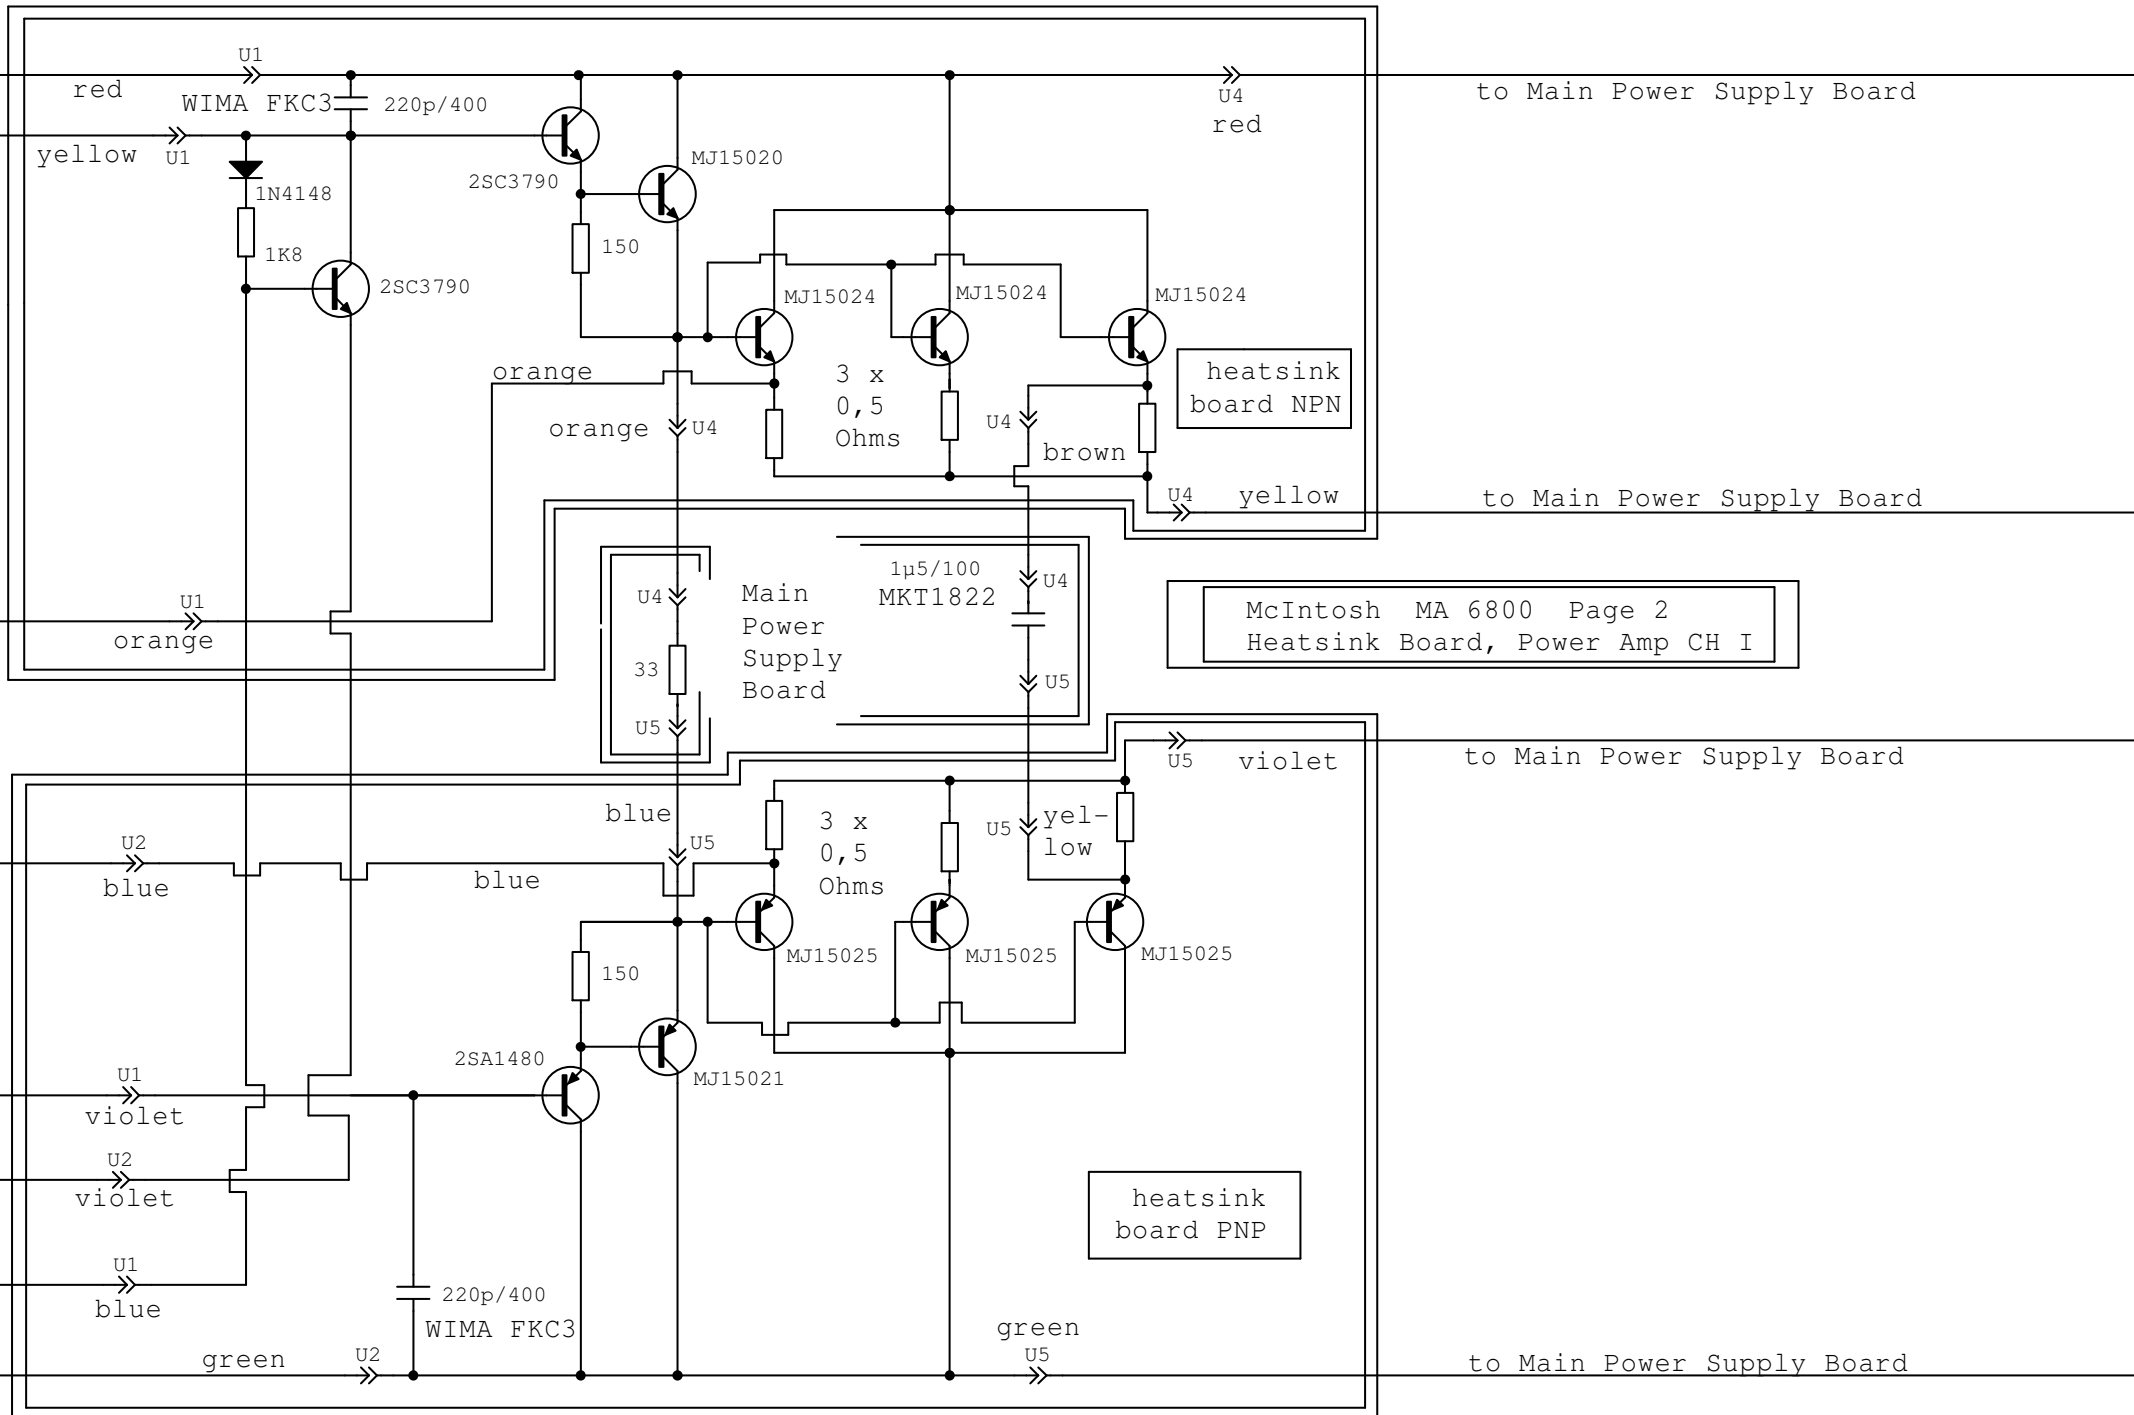 U1
red
WIMA FKC3
220p/400
U4
red
to Main Power Supply Board
yellow
U1
1N4148
1K8
2SC3790
2SC3790
MJ15020
150
MJ15024
MJ15024
MJ15024
orange
3 x
0,5
Ohms
heatsink
board NPN
orange
U4
U4
brown
U4
yellow
to Main Power Supply Board
U1
orange
U4
33
U5
Main
Power
Supply
Board
1µ5/100
MKT1822
U4
U5
McIntosh MA 6800 Page 2
Heatsink Board, Power Amp CH I
U5
violet
to Main Power Supply Board
blue
U5
3 x
0,5
Ohms
U5
yel-
low
U2
blue
blue
MJ15025
MJ15025
MJ15025
150
2SA1480
MJ15021
U1
violet
U2
violet
U1
blue
heatsink
board PNP
220p/400
WIMA FKC3
green
U2
green
U5
to Main Power Supply Board